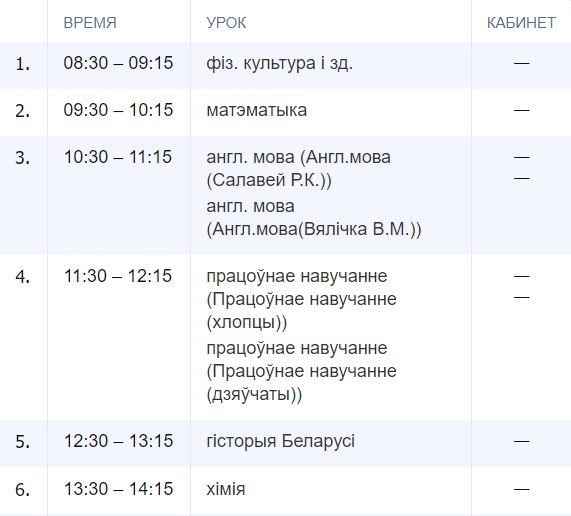 ВРЕМЯ УРОК КАБИНЕТ
1. 08:30 – 09:15 фіз. культура і зд. —
2. 09:30 – 10:15 матэматыка —
3. 10:30 – 11:15 англ. мова (Англ.мова —
(Салавей Р.К.)) —
англ. мова
(Англ.мова(Вялічка В.М.))
4. 11:30 – 12:15 працоўнае навучанне —
(Працоўнае навучанне —
(хлопцы))
працоўнае навучанне
(Працоўнае навучанне
(дзяўчаты))
5. 12:30 – 13:15 гісторыя Беларусі —
6. 13:30 – 14:15 хімія —